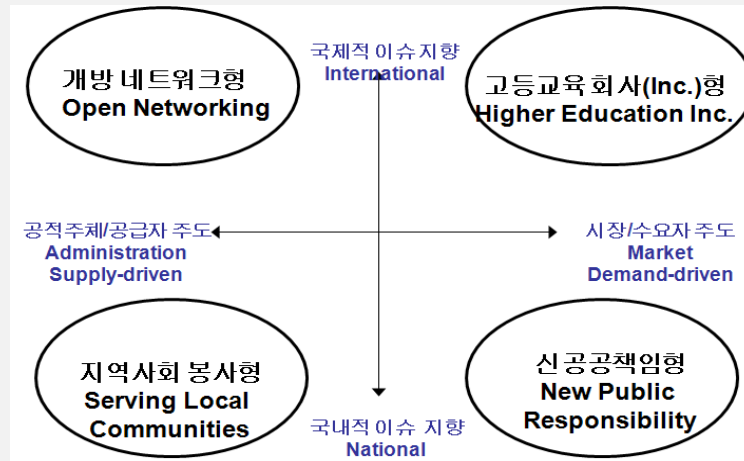 개방 네트워크형
Open Networking
국제적 이슈 지향
International
고등교육 회사(Inc.)형
Higher Education Inc.
공적주체/공급자 주도
Administration
Supply-driven
시장/수요자 주도
Market
Demand-driven
지역사회 봉사형
Serving Local
Communities
국내적 이슈 지향
National
신공공책임형
New Public
Responsibility